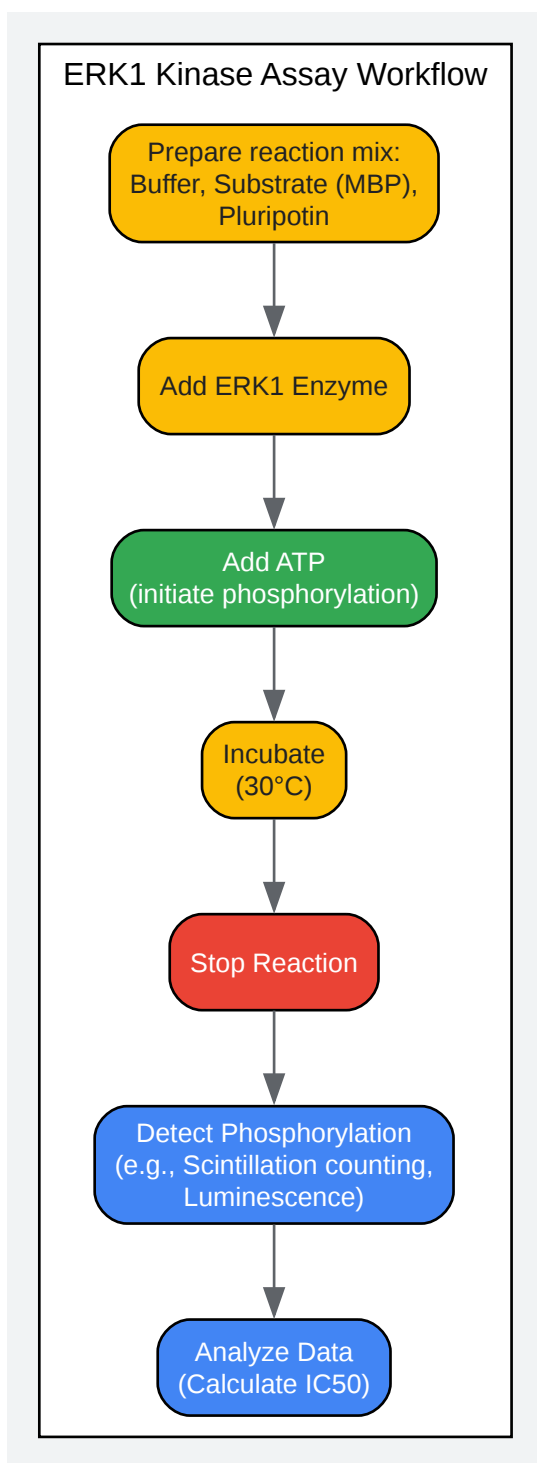 ERK1 Kinase Assay Workflow
Prepare reaction mix:
Buffer, Substrate (MBP),
Pluripotin
Add ERK1 Enzyme
Add ATP
(initiate phosphorylation)
Incubate
(30°C)
Stop Reaction
Detect Phosphorylation
(e.g., Scintillation counting,
Luminescence)
Analyze Data
(Calculate IC50)